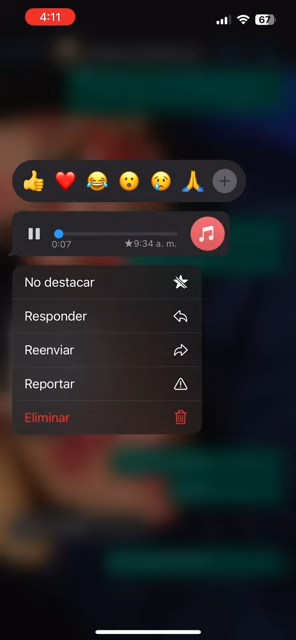 4:11
67
0:07
★9:34 a. m.
No destacar
Responder
Reenviar
Reportar
Eliminar